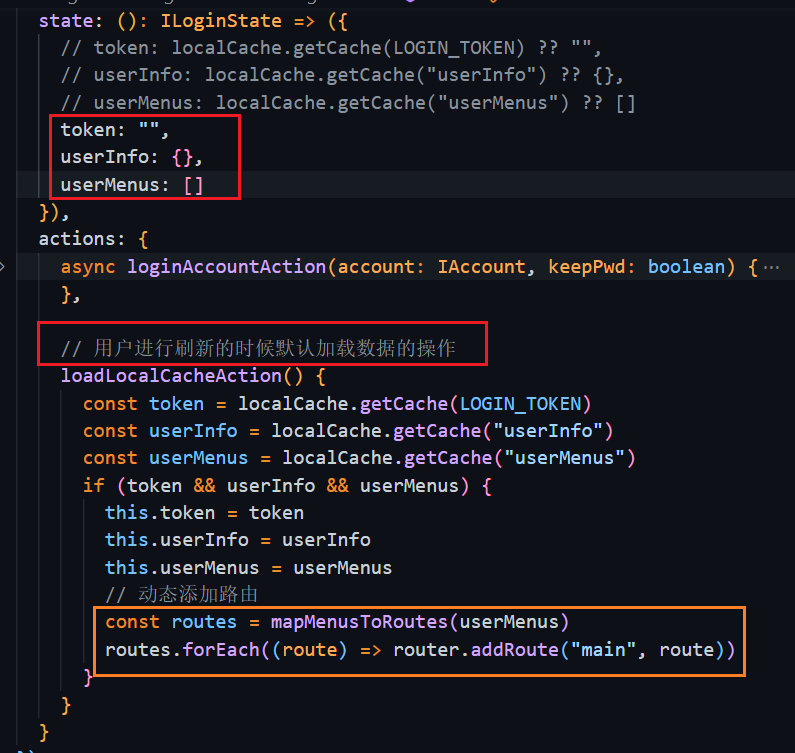 state: (): ILoginState => ({
// token: localCache.getCache(LOGIN_TOKEN) ?? "",
// userInfo: localCache.getCache("userInfo") ?? {},
// userMenus: localCache.getCache("userMenus") ?? []
token: "",
userInfo: {},
userMenus: []
}),
actions: {
async loginAccountAction(account: IAccount, keepPwd: boolean) {⋯
},
// 用户进行刷新的时候默认加载数据的操作
loadLocalCacheAction() {
const token = localCache.getCache(LOGIN_TOKEN)
const userInfo = localCache.getCache("userInfo")
const userMenus = localCache.getCache("userMenus")
if (token && userInfo && userMenus) {
this.token = token
this.userInfo = userInfo
this.userMenus = userMenus
// 动态添加路由
const routes = mapMenusToRoutes(userMenus)
routes.forEach((route) => router.addRoute("main", route))
}
}
}